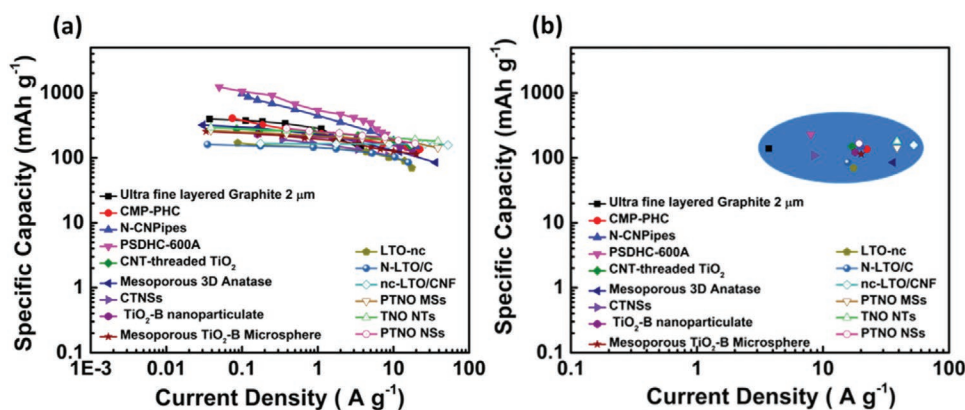 (a)
Specific Capacity (mAh g-1)
1000
100
10
1
0.1
Ultra fine layered Graphite 2 μm
CMP-PHC
N-CNPipes
PSDHC-600A
CNT-threaded TiO2
Mesoporous 3D Anatase
CTNSs
TiO2-B nanoparticulate
Mesoporous TiO2-B Microsphere
LTO-nc
N-LTO/C
nc-LTO/CNF
PTNO MSs
TNO NTs
PTNO NSs
1E-3 0.01 0.1 1 10 100
Current Density ( A g-1)
(b)
Specific Capacity (mAh g-1)
1000
100
10
1
0.1
Ultra fine layered Graphite 2 μm
CMP-PHC
N-CNPipes
PSDHC-600A
CNT-threaded TiO2
Mesoporous 3D Anatase
CTNSs
TiO2-B nanoparticulate
Mesoporous TiO2-B Microsphere
LTO-nc
N-LTO/C
nc-LTO/CNF
PTNO MSs
TNO NTs
PTNO NSs
0.1 1 10 100
Current Density ( A g-1)